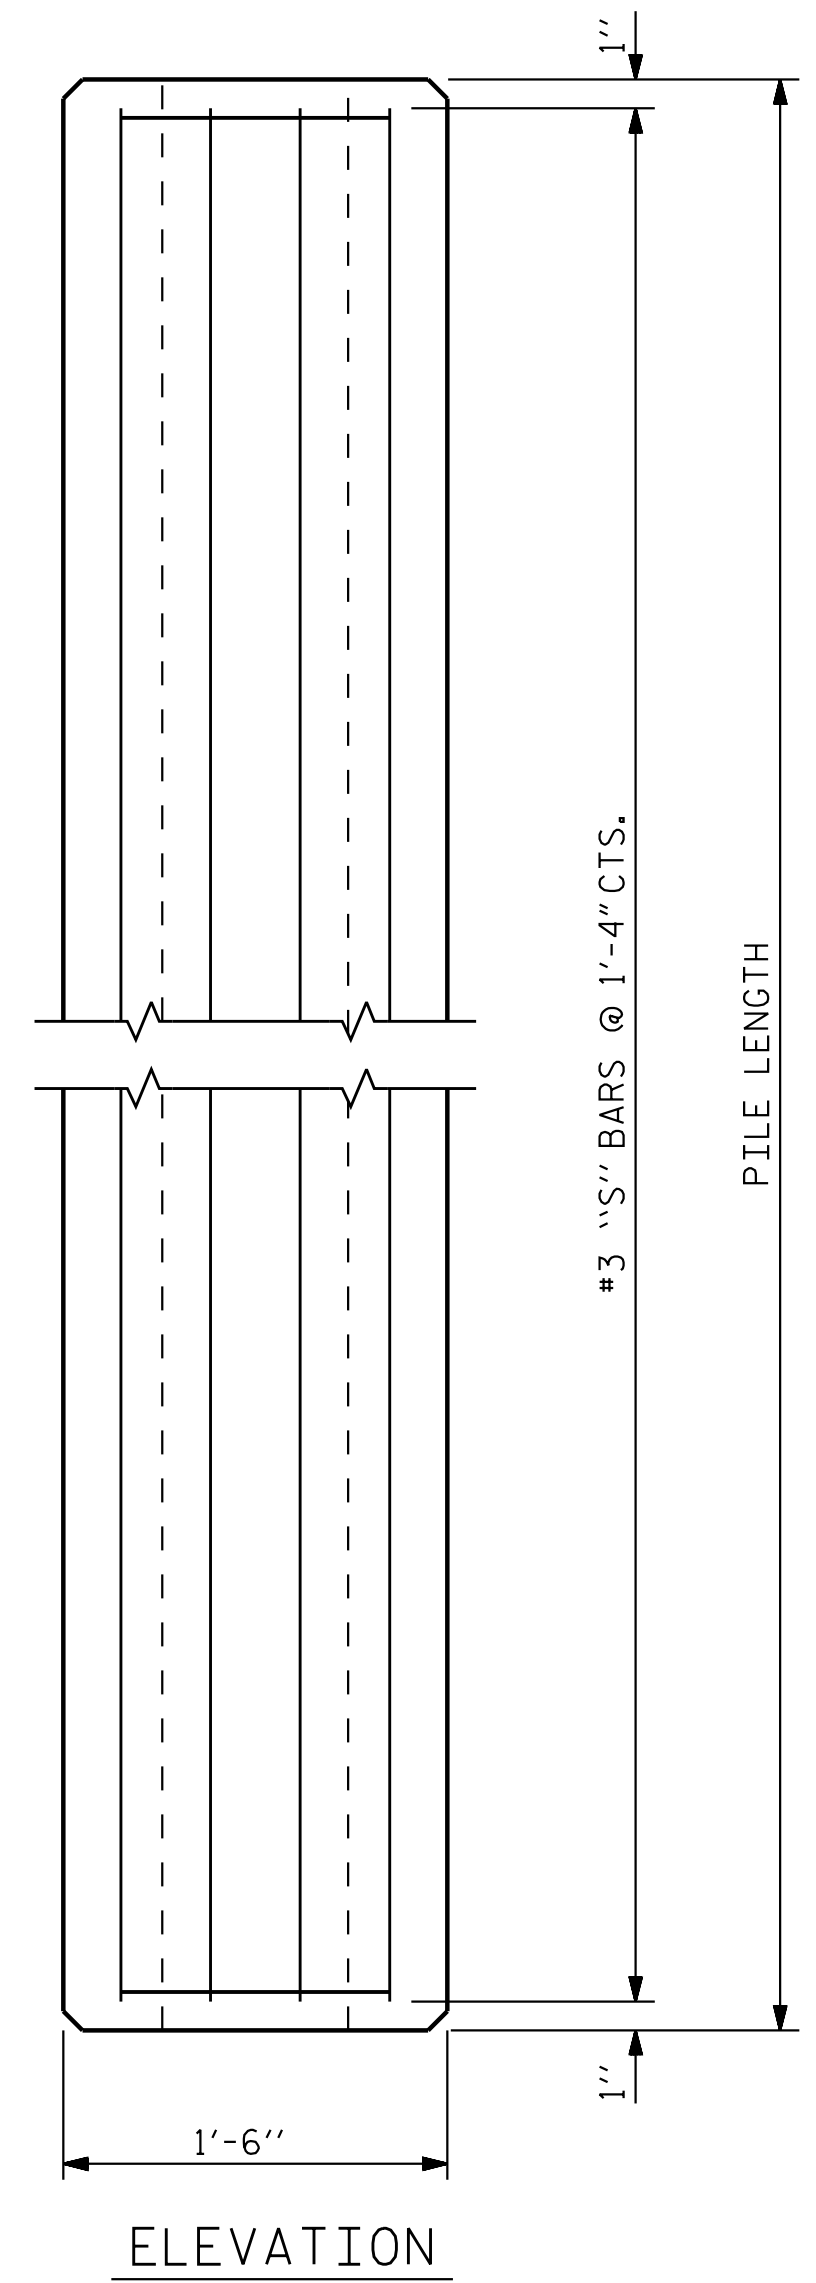 1''
#3 ''S'' BARS @ 1'-4" CTS.
PILE LENGTH
1''
1'-6''
ELEVATION